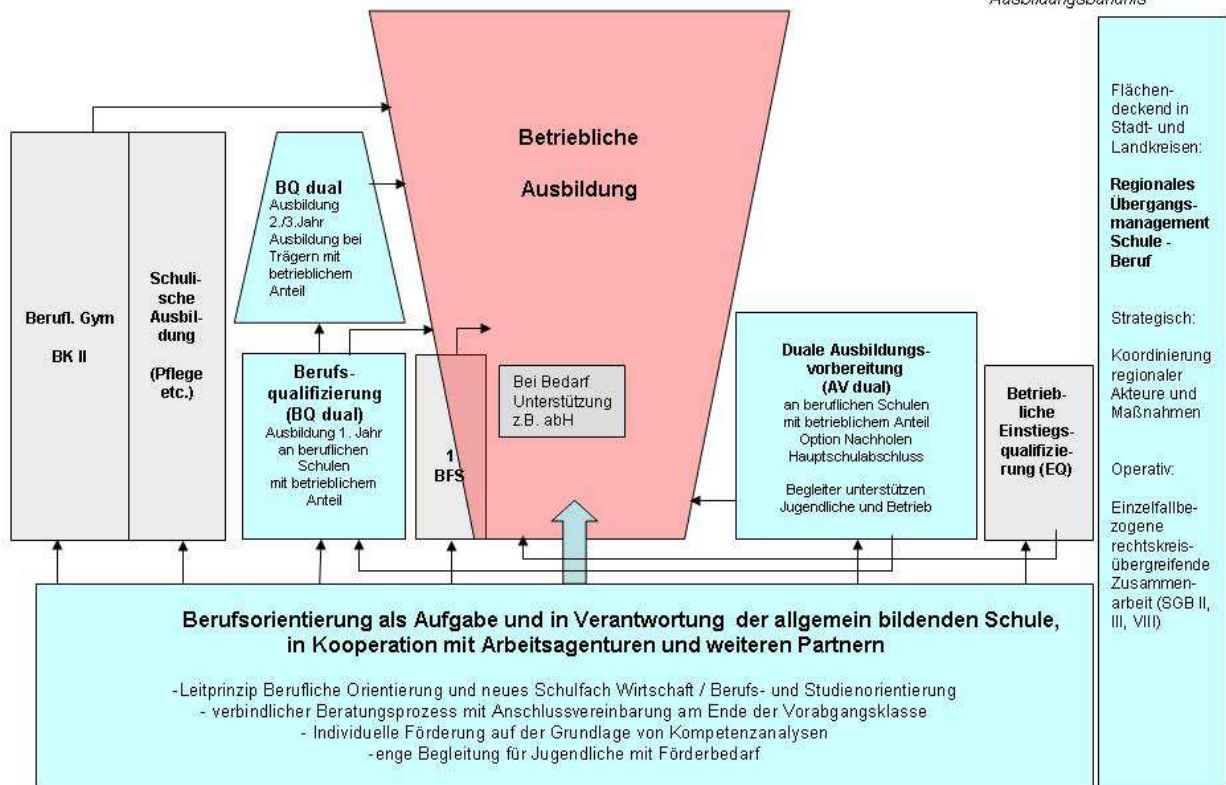 Ausbildungsbündnis
Betriebliche
Ausbildung
BQ dual
Ausbildung
2./3.Jahr
Ausbildung bei
Trägern mit
betrieblichem
Anteil
Berufl. Gym
BK II
Schuli-
sche
Ausbil-
dung
(Pflege
etc.)
Berufs-
qualifizierung
(BQ dual)
Ausbildung 1. Jahr
an beruflichen
Schulen
mit betrieblichem
Anteil
1
BFS
Bei Bedarf
Unterstützung
z.B. abH
Duale Ausbildungs-
vorbereitung
(AV dual)
an beruflichen Schulen
mit betrieblichem Anteil
Option Nachholen
Hauptschulabschluss
Begleiter unterstützen
Jugendliche und Betrieb
Betrieb-
liche
Einstiegs-
qualifizie-
rung (EQ)
Flächen-
deckend in
Stadt- und
Landkreisen:
Regionales
Übergangs-
management
Schule -
Beruf
Strategisch:
Koordinierung
regionaler
Akteure und
Maßnahmen
Operativ:
Einzelfallbe-
zogene
rechtskreis-
übergreifende
Zusammen-
arbeit (SGB II,
III, VIII)
Berufsorientierung als Aufgabe und in Verantwortung der allgemein bildenden Schule,
in Kooperation mit Arbeitsagenturen und weiteren Partnern
-Leitprinzip Berufliche Orientierung und neues Schulfach Wirtschaft / Berufs- und Studienorientierung
- verbindlicher Beratungsprozess mit Anschlussvereinbarung am Ende der Vorabgangsklasse
- Individuelle Förderung auf der Grundlage von Kompetenzanalysen
-enge Begleitung für Jugendliche mit Förderbedarf